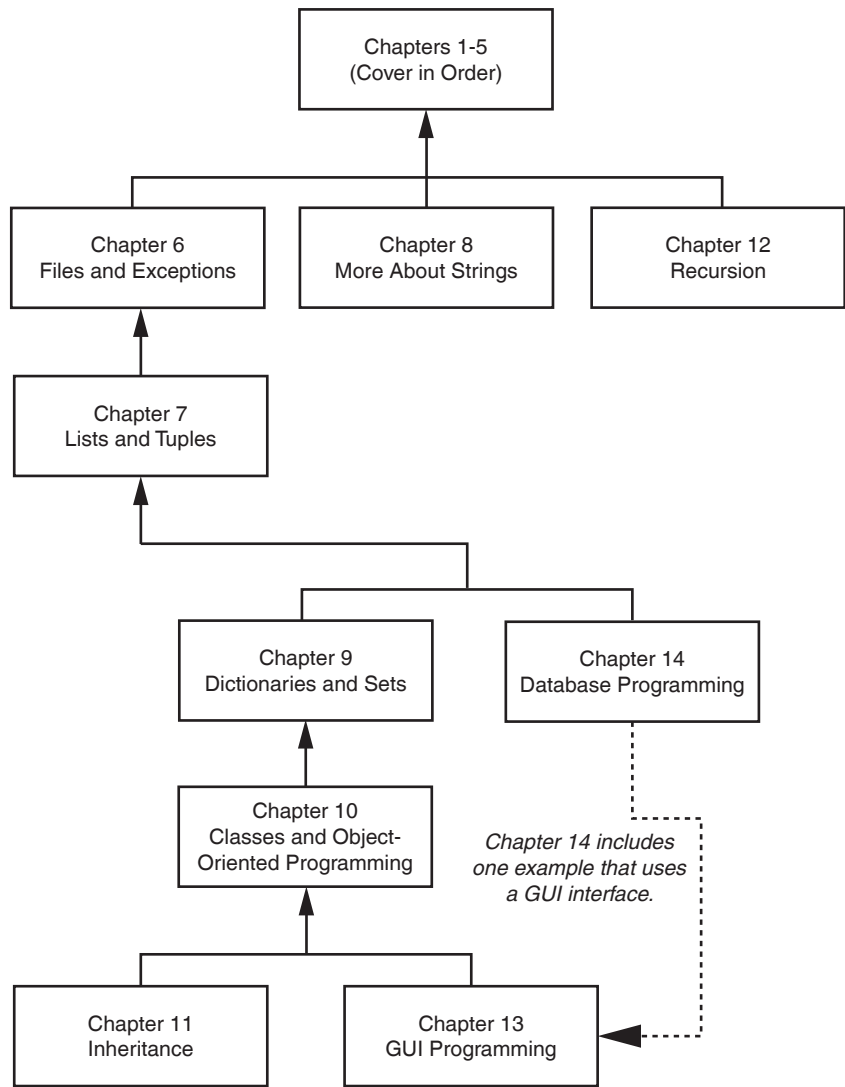 Chapters 1-5
(Cover in Order)
Chapter 6
Files and Exceptions
Chapter 8
More About Strings
Chapter 12
Recursion
Chapter 7
Lists and Tuples
Chapter 9
Dictionaries and Sets
Chapter 14
Database Programming
Chapter 10
Classes and Object-
Oriented Programming
Chapter 14 includes
one example that uses
a GUI interface.
Chapter 11
Inheritance
Chapter 13
GUI Programming